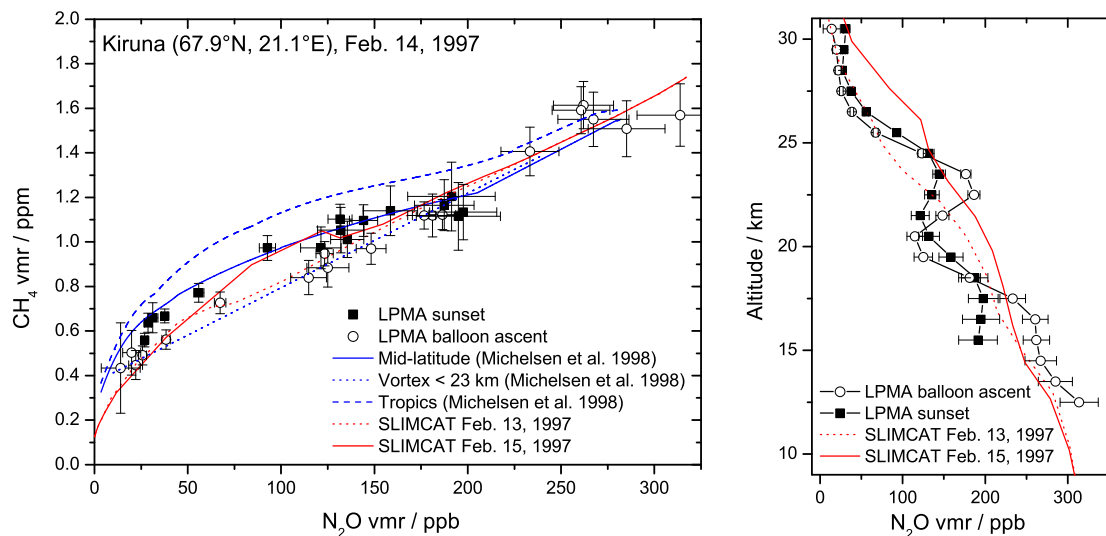 Kiruna (67.9°N, 21.1°E), Feb. 14, 1997
CH4 vmr / ppm
2.0
1.8
1.6
1.4
1.2
1.0
0.8
0.6
0.4
0.2
0.0
LPMA sunset
LPMA balloon ascent
Mid-latitude (Michelsen et al. 1998)
Vortex < 23 km (Michelsen et al. 1998)
Tropics (Michelsen et al. 1998)
SLIMCAT Feb. 13, 1997
SLIMCAT Feb. 15, 1997
0 50 100 150 200 250 300
N2O vmr / ppb
Altitude / km
30
25
20
15
10
LPMA balloon ascent
LPMA sunset
SLIMCAT Feb. 13, 1997
SLIMCAT Feb. 15, 1997
0 100 200 300
N2O vmr / ppb